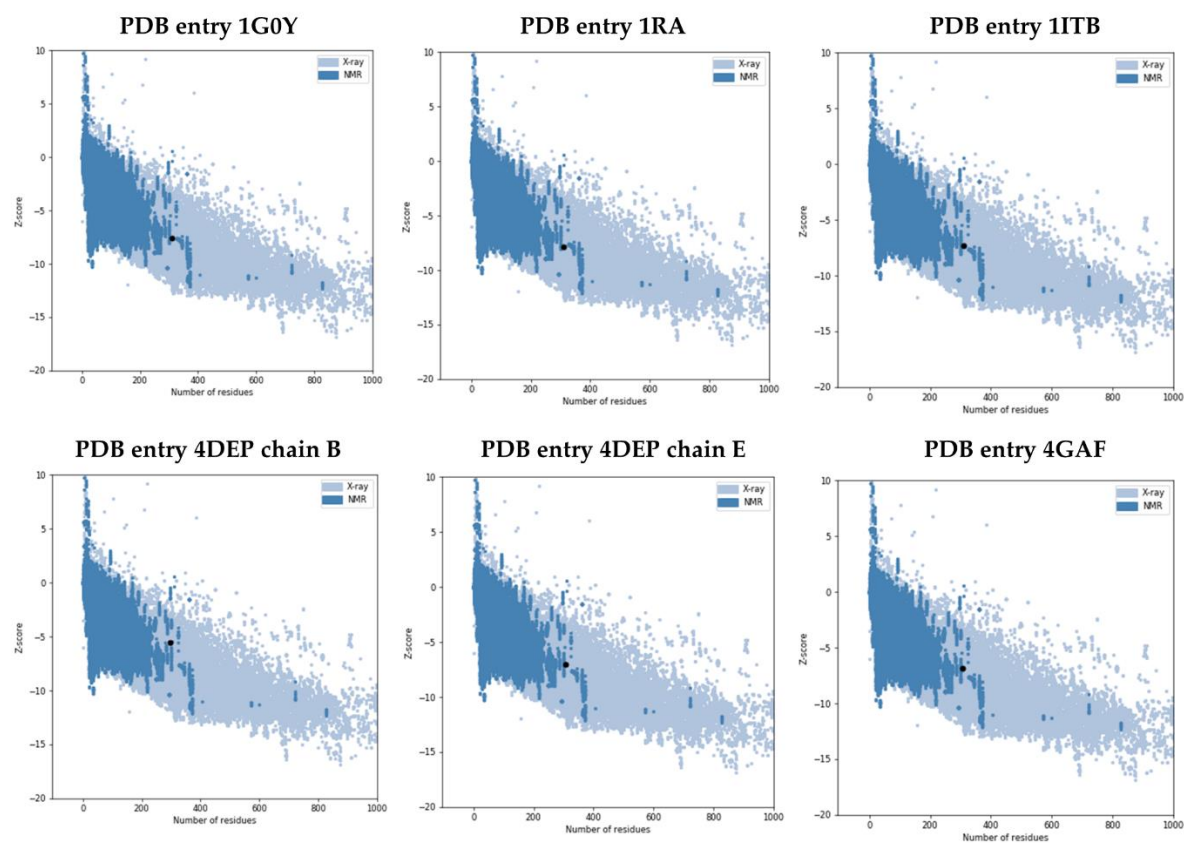 PDB entry 1G0Y
PDB entry 1RA
PDB entry 1ITB
10
5
0
−5
−10
−15
−20
Z-score
0
200
400
600
800
1000
Number of residues
X-ray
NMR
10
5
0
−5
−10
−15
−20
Z-score
0
200
400
600
800
1000
Number of residues
X-ray
NMR
10
5
0
−5
−10
−15
−20
Z-score
0
200
400
600
800
1000
Number of residues
X-ray
NMR
PDB entry 4DEP chain B
PDB entry 4DEP chain E
PDB entry 4GAF
10
5
0
−5
−10
−15
−20
Z-score
0
200
400
600
800
1000
Number of residues
X-ray
NMR
10
5
0
−5
−10
−15
−20
Z-score
0
200
400
600
800
1000
Number of residues
X-ray
NMR
10
5
0
−5
−10
−15
−20
Z-score
0
200
400
600
800
1000
Number of residues
X-ray
NMR